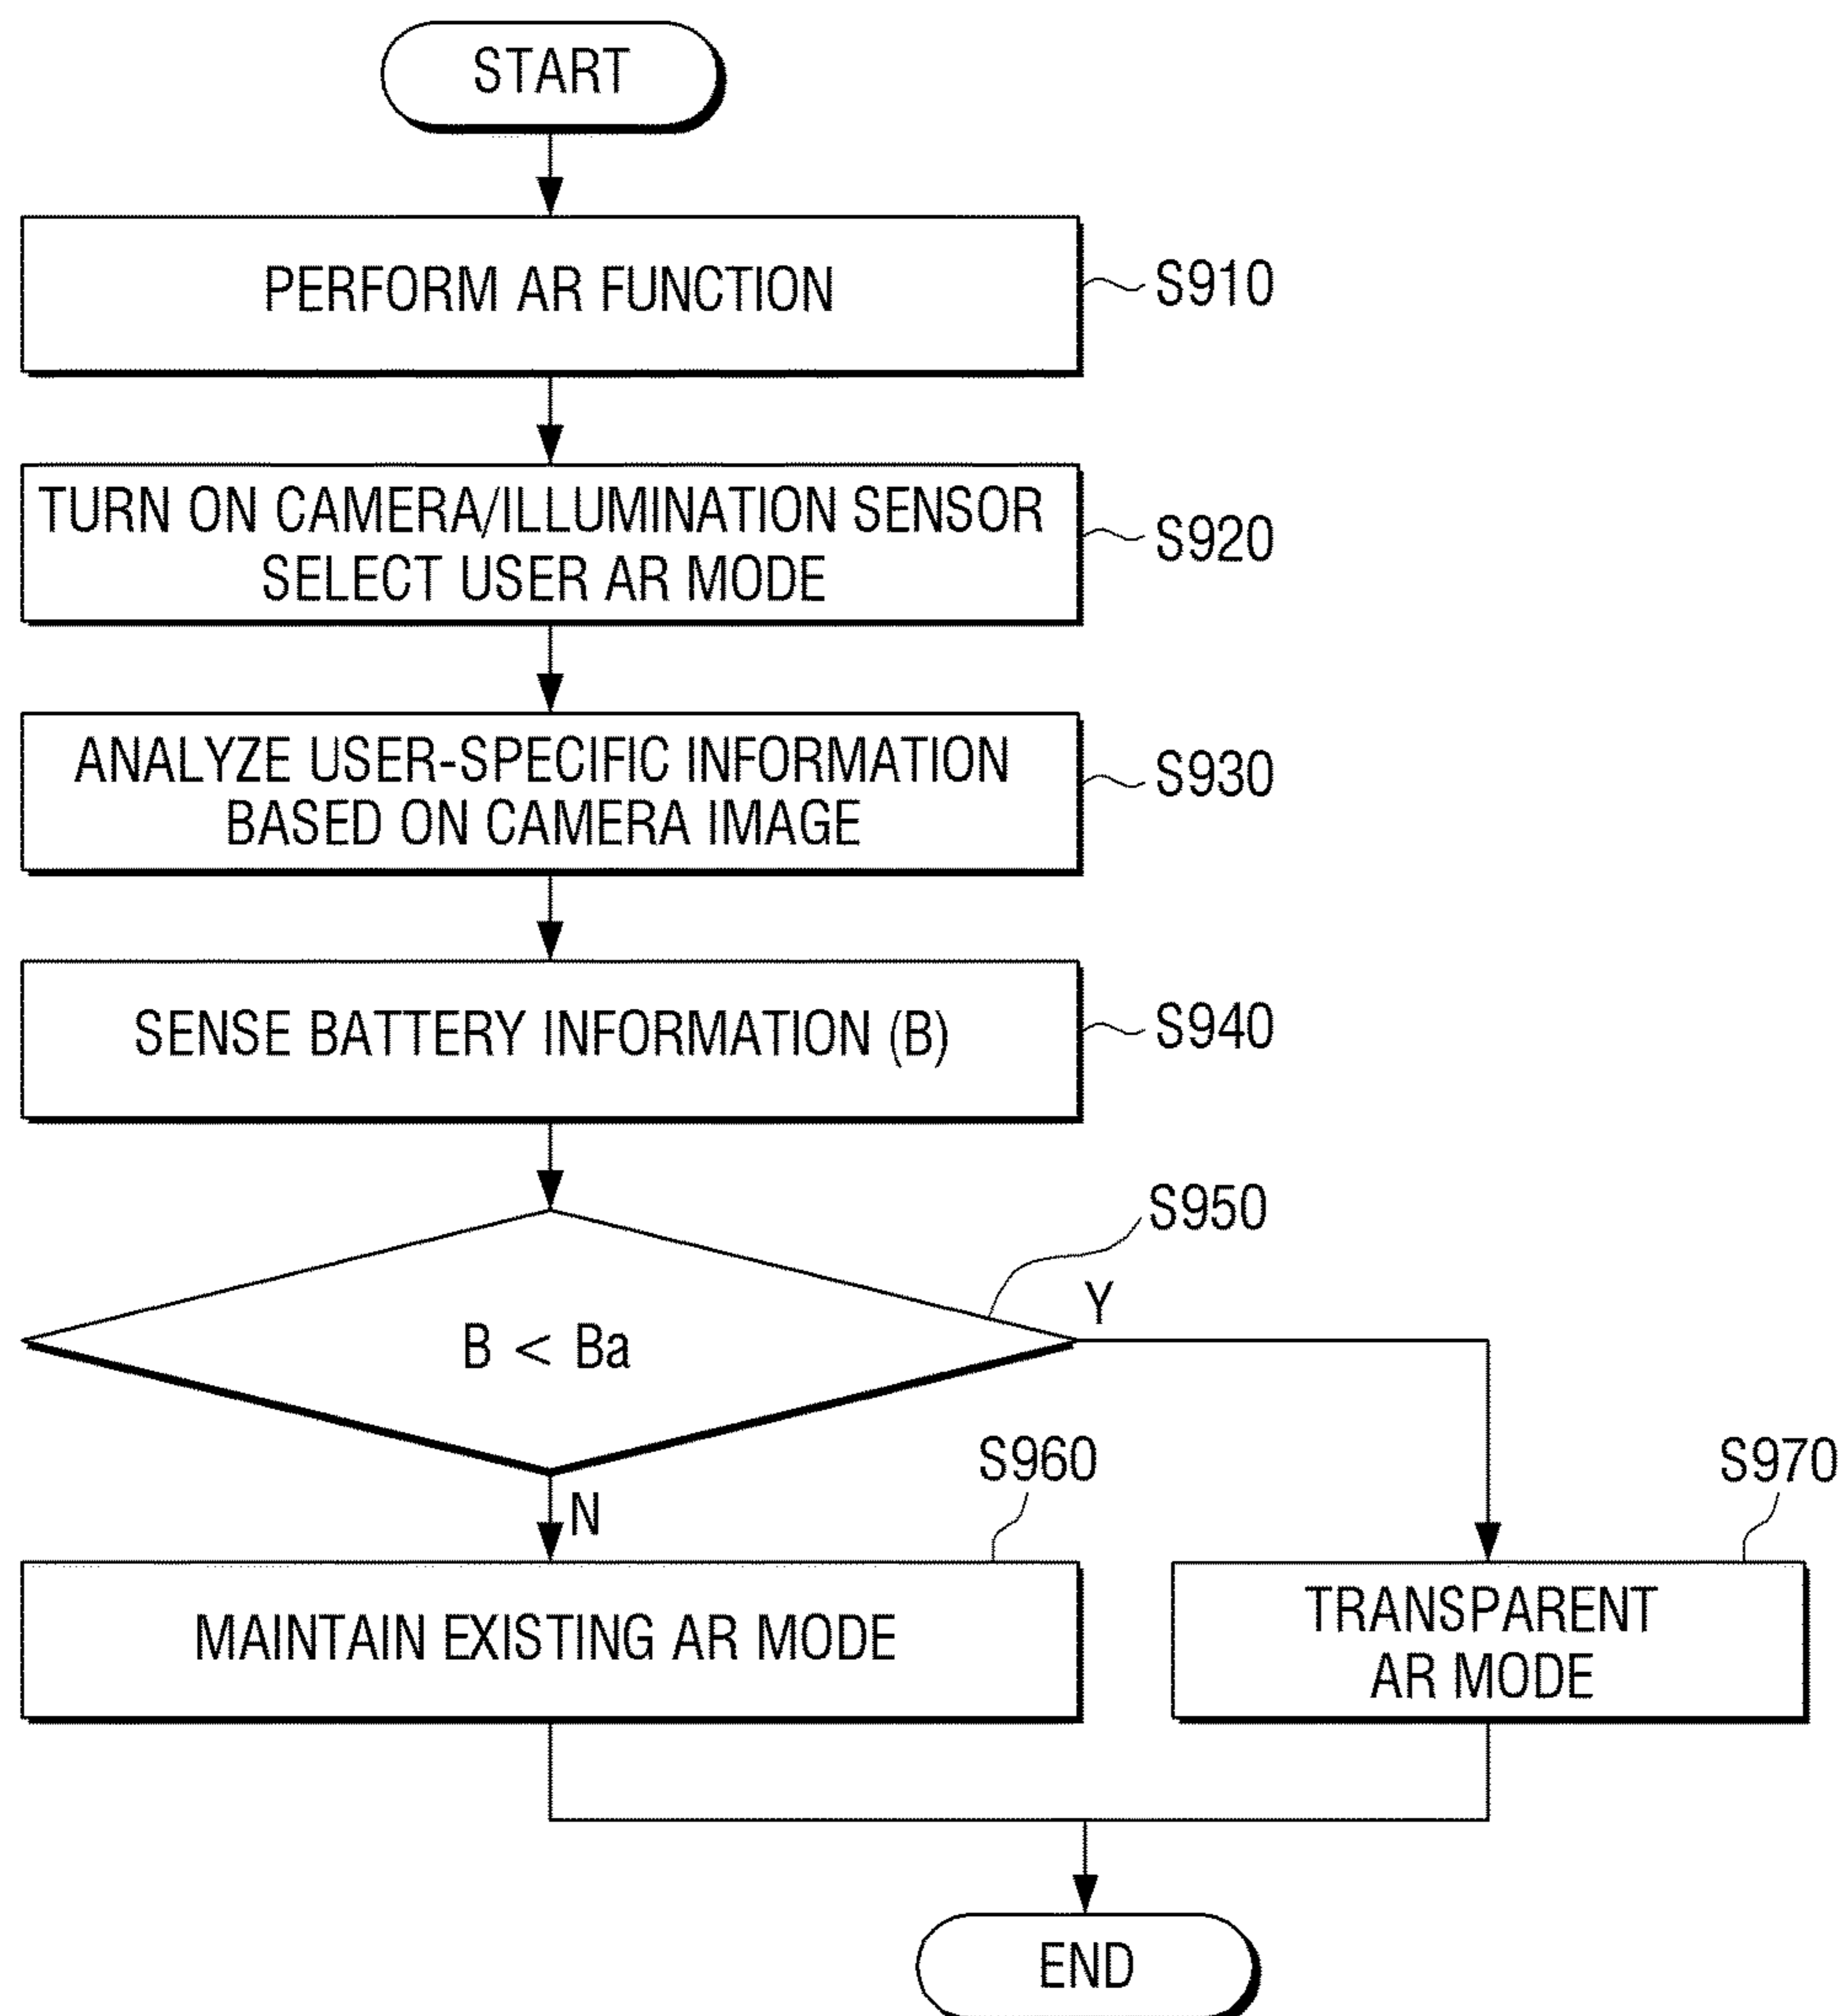 START
PERFORM AR FUNCTION
S910
TURN ON CAMERA/ILLUMINATION SENSOR
SELECT USER AR MODE
S920
ANALYZE USER-SPECIFIC INFORMATION
BASED ON CAMERA IMAGE
S930
SENSE BATTERY INFORMATION (B)
S940
S950
Y
B < Ba
N
S960
S970
MAINTAIN EXISTING AR MODE
TRANSPARENT
AR MODE
END